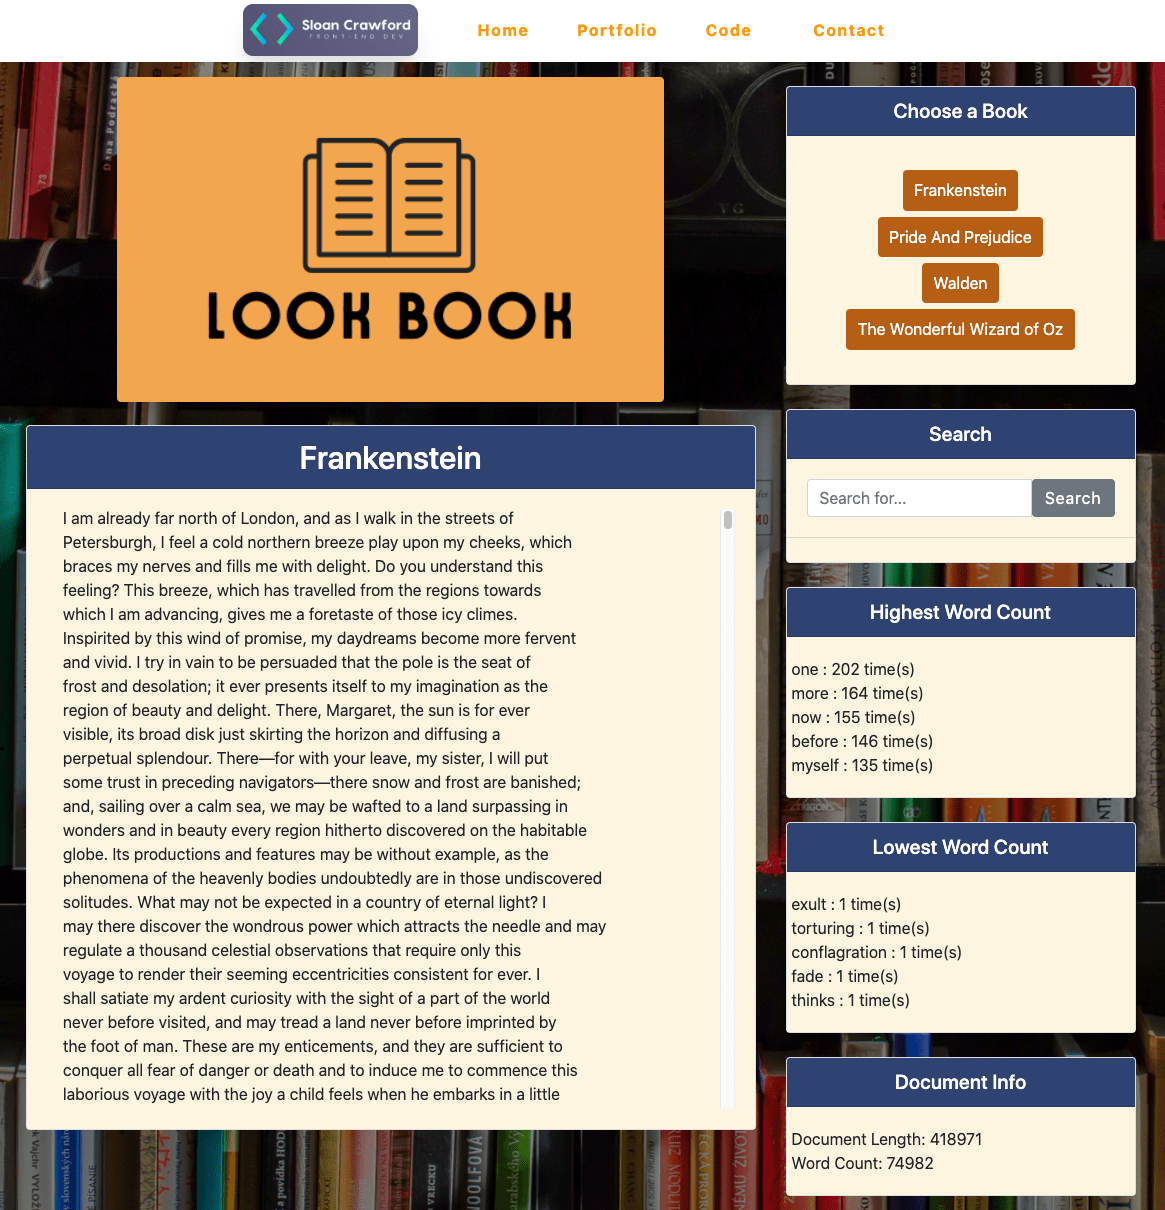 Sloan Crawford
FRONT-END DEV
Home
Portfolio
Code
Contact
LOOK BOOK
Frankenstein
I am already far north of London, and as I walk in the streets of
Petersburgh, I feel a cold northern breeze play upon my cheeks, which
braces my nerves and fills me with delight. Do you understand this
feeling? This breeze, which has travelled from the regions towards
which I am advancing, gives me a foretaste of those icy climes.
Inspirited by this wind of promise, my daydreams become more fervent
and vivid. I try in vain to be persuaded that the pole is the seat of
frost and desolation; it ever presents itself to my imagination as the
region of beauty and delight. There, Margaret, the sun is for ever
visible, its broad disk just skirting the horizon and diffusing a
perpetual splendour. There—for with your leave, my sister, I will put
some trust in preceding navigators—there snow and frost are banished;
and, sailing over a calm sea, we may be wafted to a land surpassing in
wonders and in beauty every region hitherto discovered on the habitable
globe. Its productions and features may be without example, as the
phenomena of the heavenly bodies undoubtedly are in those undiscovered
solitudes. What may not be expected in a country of eternal light? I
may there discover the wondrous power which attracts the needle and may
regulate a thousand celestial observations that require only this
voyage to render their seeming eccentricities consistent for ever. I
shall satiate my ardent curiosity with the sight of a part of the world
never before visited, and may tread a land never before imprinted by
the foot of man. These are my enticements, and they are sufficient to
conquer all fear of danger or death and to induce me to commence this
laborious voyage with the joy a child feels when he embarks in a little
Choose a Book
Frankenstein
Pride And Prejudice
Walden
The Wonderful Wizard of Oz
Search
Search for...
Search
Highest Word Count
one : 202 time(s)
more : 164 time(s)
now : 155 time(s)
before : 146 time(s)
myself : 135 time(s)
Lowest Word Count
exult : 1 time(s)
torturing : 1 time(s)
conflagration : 1 time(s)
fade : 1 time(s)
thinks : 1 time(s)
Document Info
Document Length: 418971
Word Count: 74982
VG
73
ANTHONY DE MELLO SJ
VRECKU